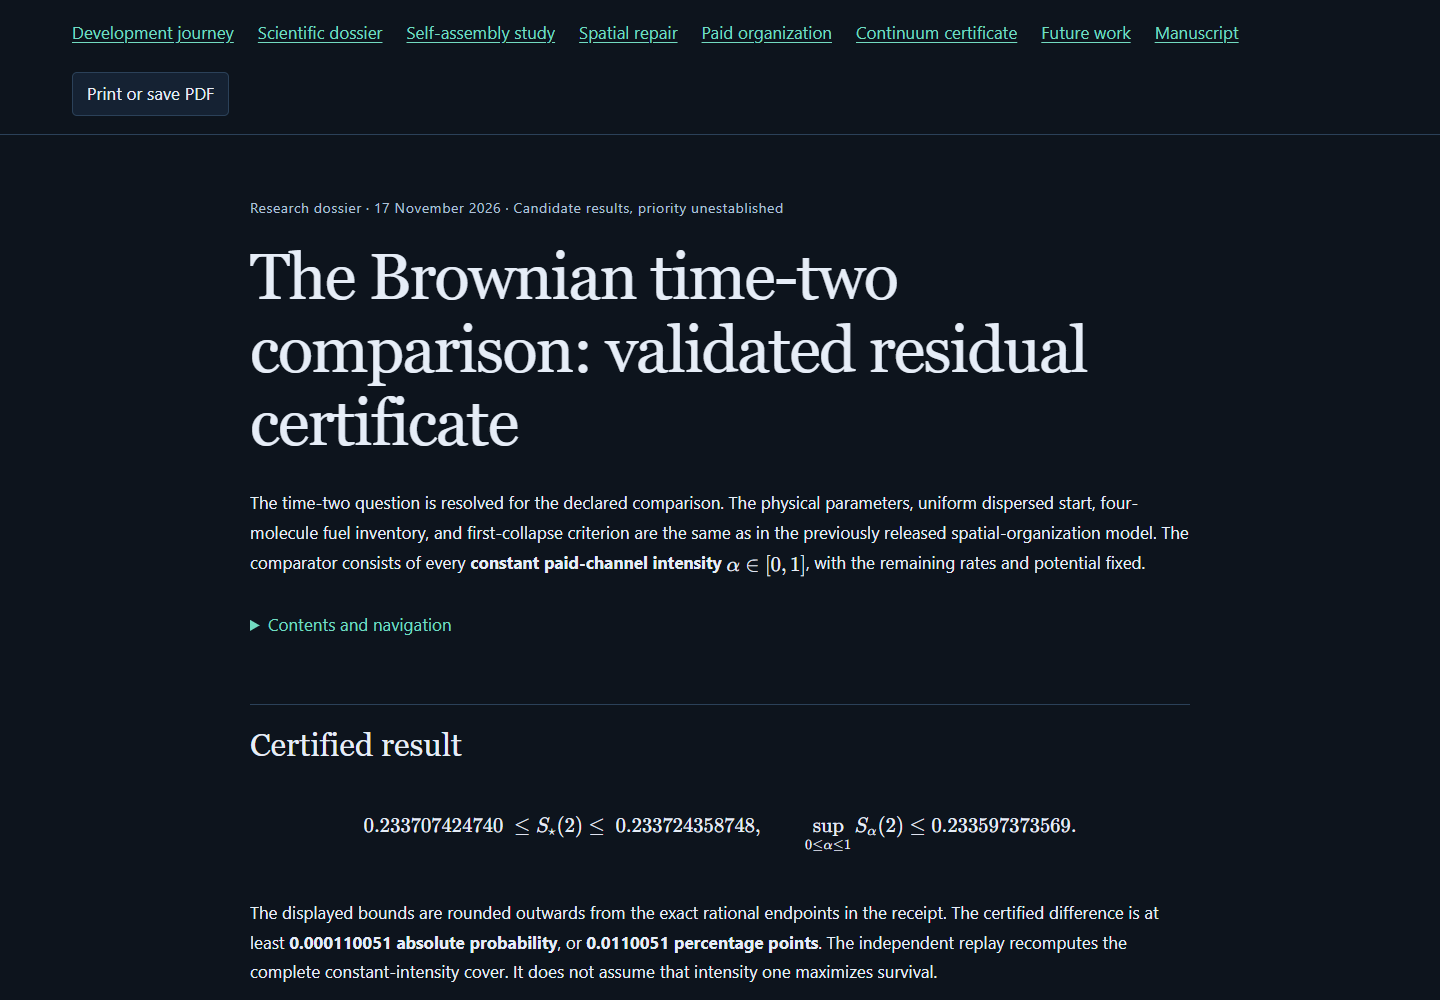 Development journey Scientific dossier Self-assembly study Spatial repair Paid organization Continuum certificate Future work Manuscript
Print or save PDF
Research dossier · 17 November 2026 · Candidate results, priority unestablished
The Brownian time-two
comparison: validated residual
certificate
The time-two question is resolved for the declared comparison. The physical parameters, uniform dispersed start, four-
molecule fuel inventory, and first-collapse criterion are the same as in the previously released spatial-organization model. The
comparator consists of every constant paid-channel intensity α ∈ [0, 1], with the remaining rates and potential fixed.
▶ Contents and navigation
Certified result
0.233707424740 ≤ S⋆(2) ≤ 0.233724358748, sup Sα(2) ≤ 0.233597373569.
0≤α≤1
The displayed bounds are rounded outwards from the exact rational endpoints in the receipt. The certified difference is at
least 0.000110051 absolute probability, or 0.0110051 percentage points. The independent replay recomputes the
complete constant-intensity cover. It does not assume that intensity one maximizes survival.